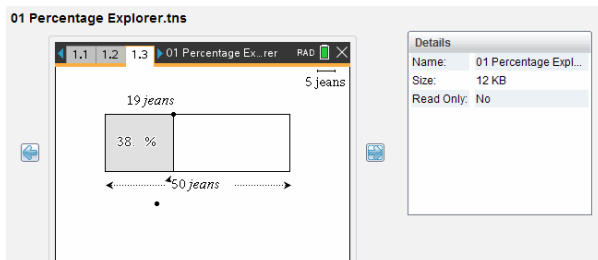 01 Percentage Explorer.tns
1.1 1.2 1.3 01 Percentage Ex...rer RAD
5 jeans
19 jeans
38. %
50 jeans
Details
Name: 01 Percentage Expl...
Size: 12 KB
Read Only: No